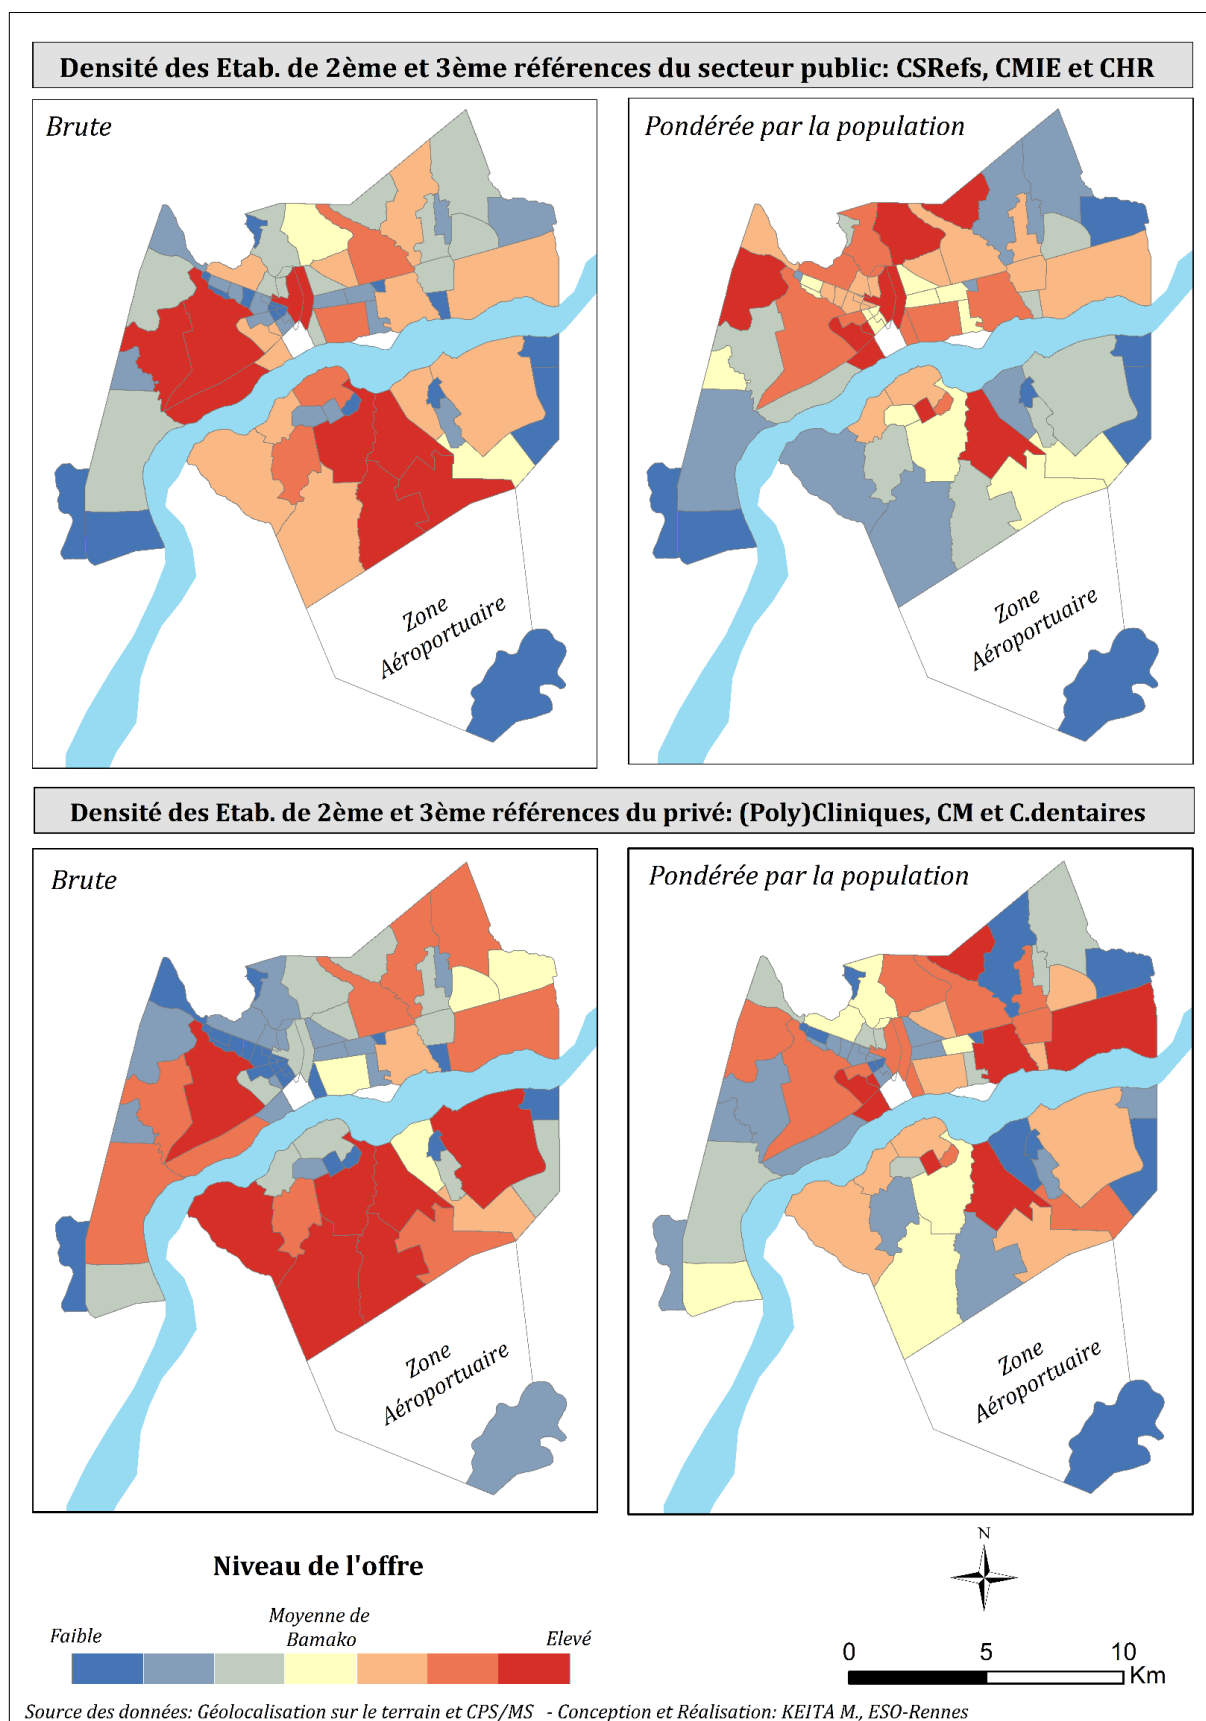 Densité des Etab. de 2ème et 3ème références du secteur public: CSRefs, CMIE et CHR
Brute
Pondérée par la population
Zone
Aéroportuaire
Zone
Aéroportuaire
Densité des Etab. de 2ème et 3ème références du privé: (Poly)Cliniques, CM et C.dentaires
Brute
Pondérée par la population
Zone
Aéroportuaire
Zone
Aéroportuaire
Niveau de l'offre
Faible
Moyenne de
Bamako
Elevé
N
0 5 10
Km
Source des données: Géolocalisation sur le terrain et CPS/MS - Conception et Réalisation: KEITA M., ESO-Rennes